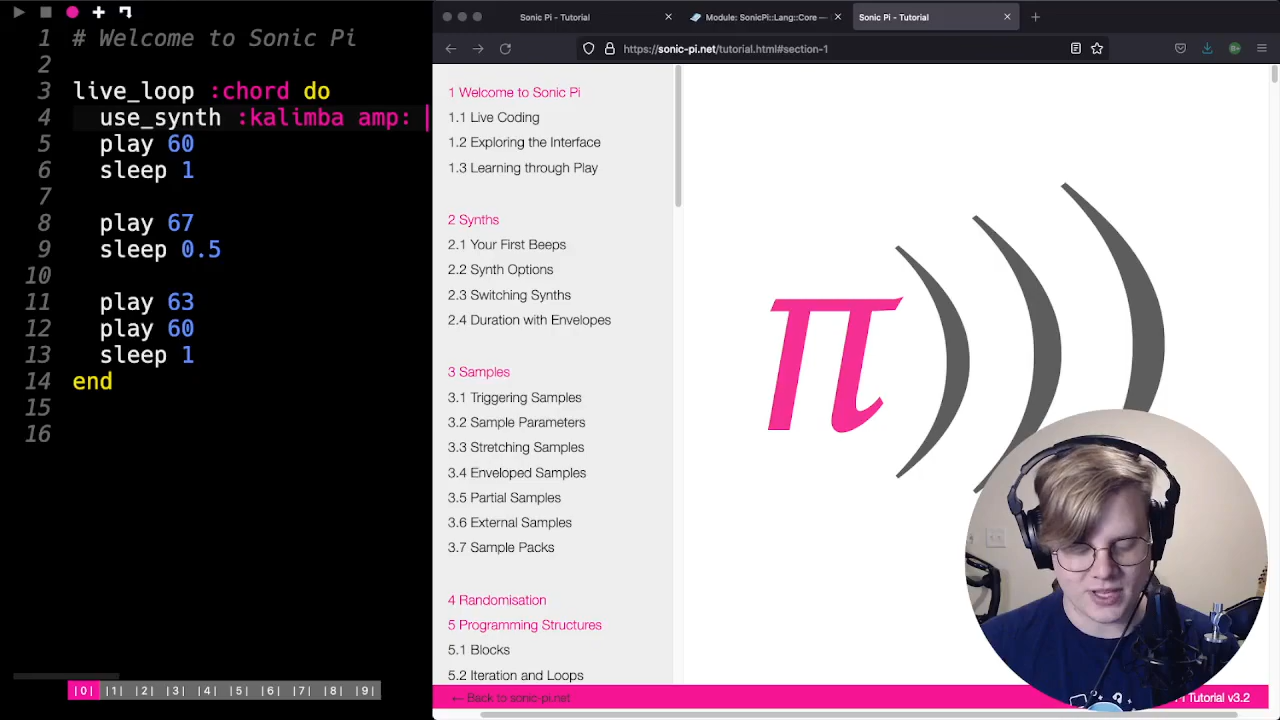 1 # Welcome to Sonic Pi
2
3 live_loop :chord do
4 use_synth :kalimba amp:
5 play 60
6 sleep 1
7
8 play 67
9 sleep 0.5
10
11 play 63
12 play 60
13 sleep 1
14 end
15
16
|0| |1| |2| |3| |4| |5| |6| |7| |8| |9|
Sonic Pi - Tutorial
Module: SonicPi::Lang::Core —
Sonic Pi - Tutorial
https://sonic-pi.net/tutorial.html#section-1
1 Welcome to Sonic Pi
1.1 Live Coding
1.2 Exploring the Interface
1.3 Learning through Play
2 Synths
2.1 Your First Beeps
2.2 Synth Options
2.3 Switching Synths
2.4 Duration with Envelopes
3 Samples
3.1 Triggering Samples
3.2 Sample Parameters
3.3 Stretching Samples
3.4 Enveloped Samples
3.5 Partial Samples
3.6 External Samples
3.7 Sample Packs
4 Randomisation
5 Programming Structures
5.1 Blocks
5.2 Iteration and Loops
π
← Back to sonic-pi.net
Tutorial v3.2